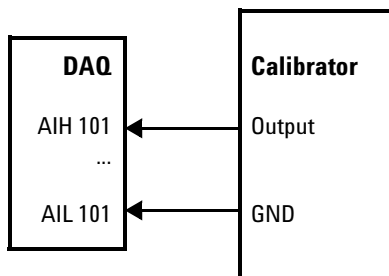 DAQ
AIH 101
...
AIL 101
Calibrator
Output
GND